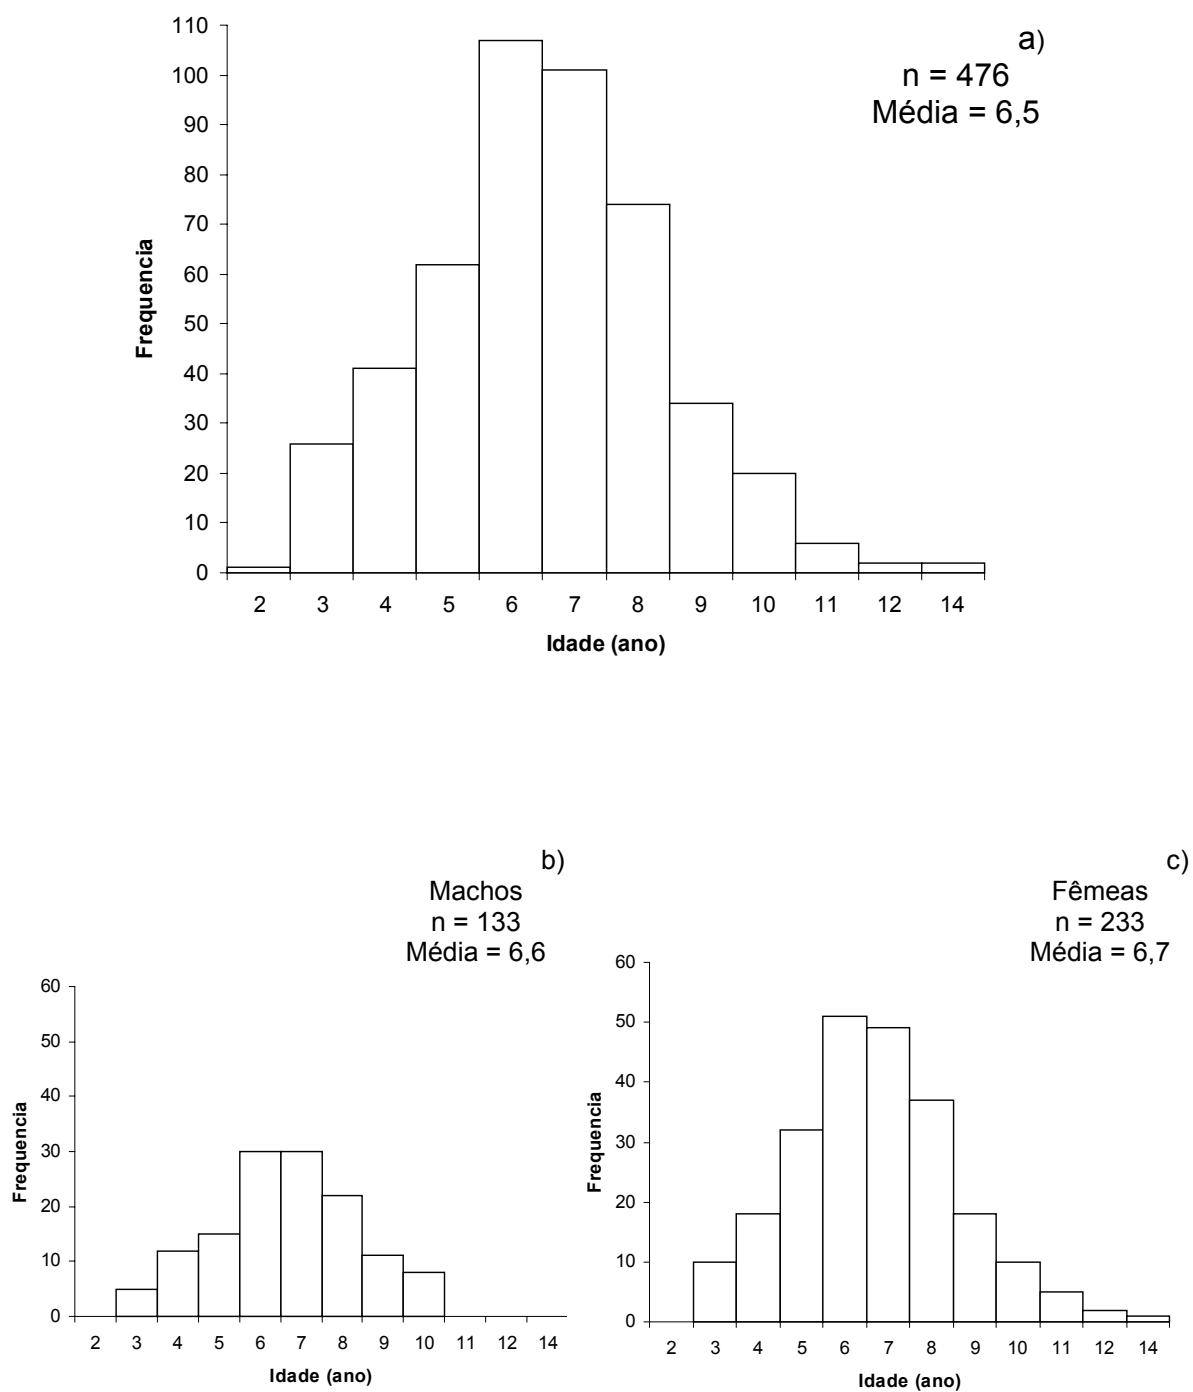 a)
n = 476
Média = 6,5
110
100
90
80
70
60
50
40
30
20
10
0
Frequencia
2 3 4 5 6 7 8 9 10 11 12 14
Idade (ano)
b)
Machos
n = 133
Média = 6,6
60
50
40
30
20
10
0
Frequencia
2 3 4 5 6 7 8 9 10 11 12 14
Idade (ano)
c)
Fêmeas
n = 233
Média = 6,7
60
50
40
30
20
10
0
Frequencia
2 3 4 5 6 7 8 9 10 11 12 14
Idade (ano)